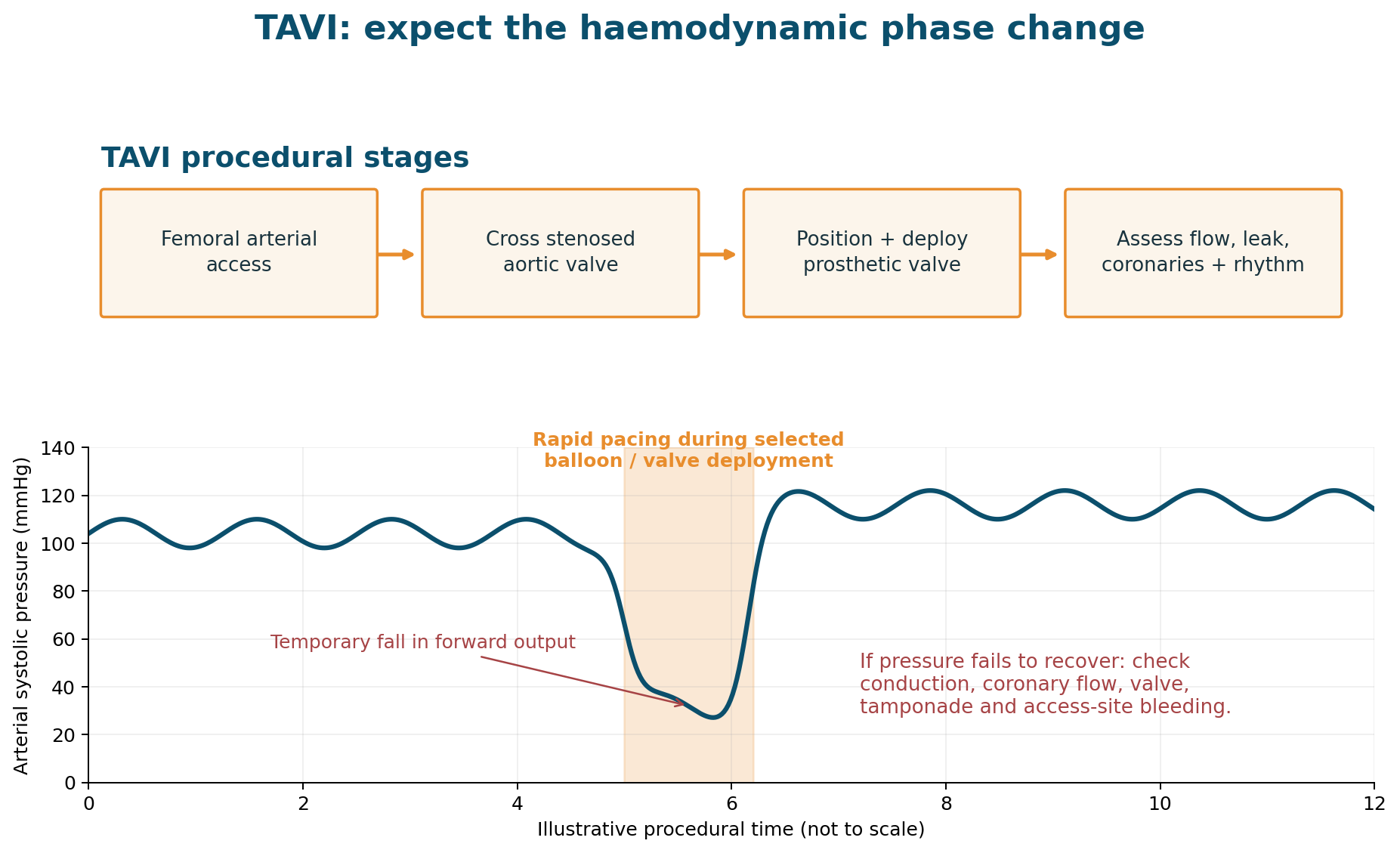 TAVI: expect the haemodynamic phase change
TAVI procedural stages
Femoral arterial
access
Cross stenosed
aortic valve
Position + deploy
prosthetic valve
Assess flow, leak,
coronaries + rhythm
Rapid pacing during selected
balloon / valve deployment
Arterial systolic pressure (mmHg)
140
120
100
80
60
40
20
0
Temporary fall in forward output
If pressure fails to recover: check
conduction, coronary flow, valve,
tamponade and access-site bleeding.
0 2 4 6 8 10 12
Illustrative procedural time (not to scale)